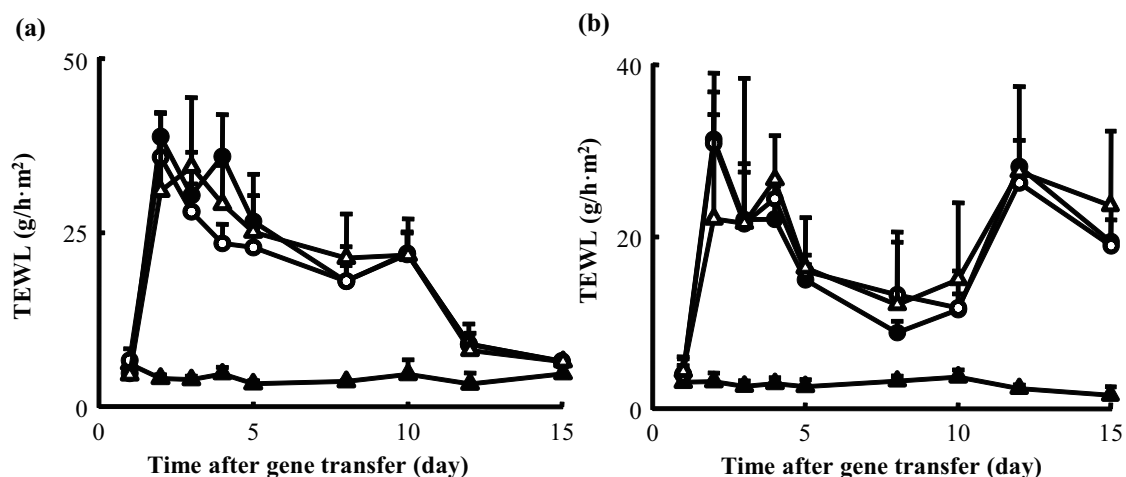 (a)
50
25
0
TEWL (g/h·m²)
0 5 10 15
Time after gene transfer (day)
(b)
40
20
0
TEWL (g/h·m²)
0 5 10 15
Time after gene transfer (day)